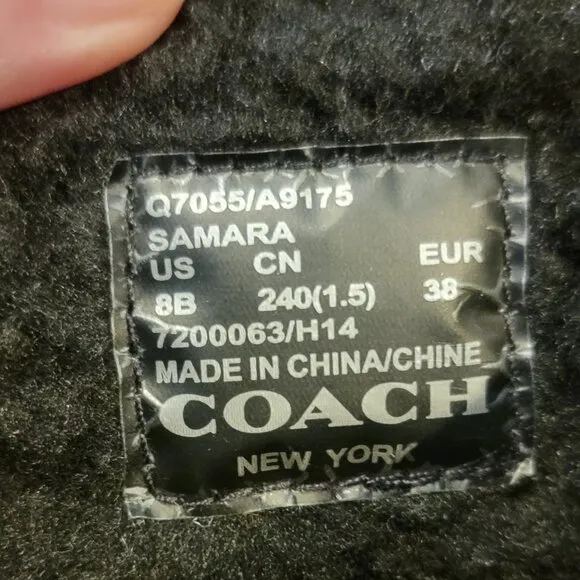 Q7055/A9175
SAMARA
US CN EUR
8B 240(1.5) 38
7200063/H14
MADE IN CHINA/CHINE
COACH
NEW YORK